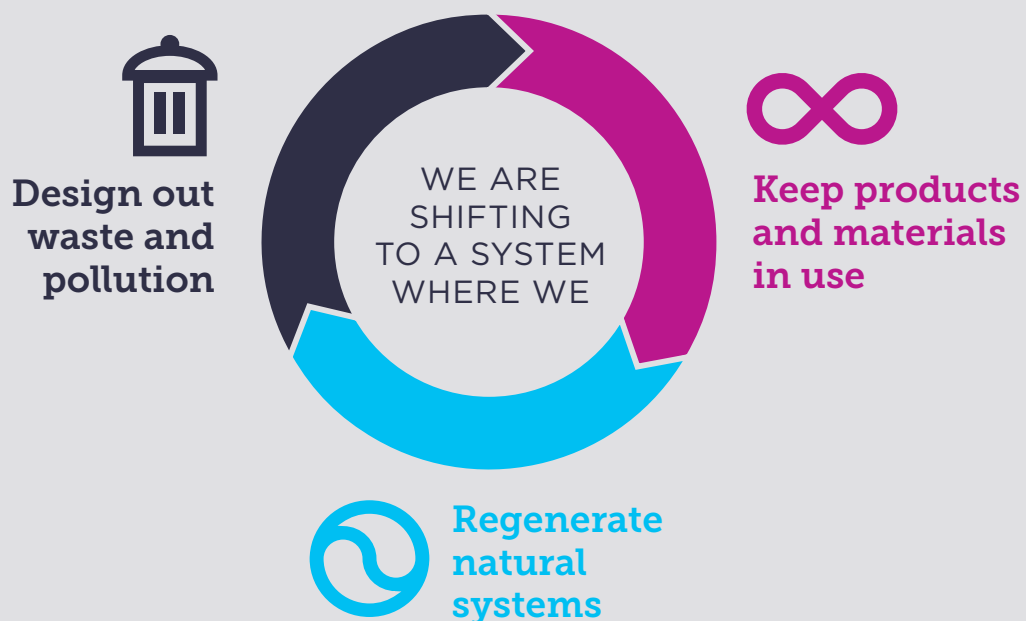 WE ARE
SHIFTING
TO A SYSTEM
WHERE WE
Design out
waste and
pollution
Keep products
and materials
in use
Regenerate
natural
systems